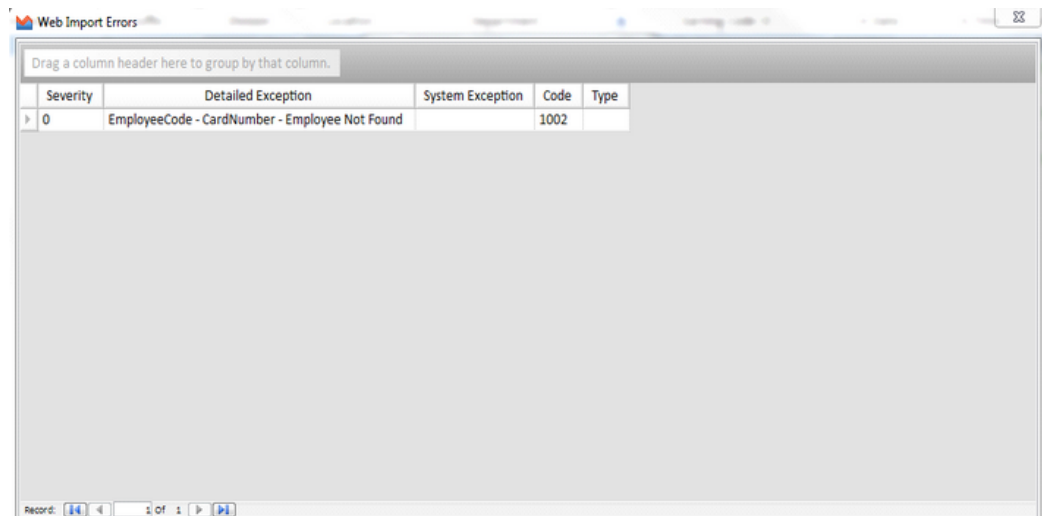 Web Import Errors
Drag a column header here to group by that column.
Severity Detailed Exception System Exception Code Type
0 EmployeeCode - CardNumber - Employee Not Found 1002
Record: 1 Of 1